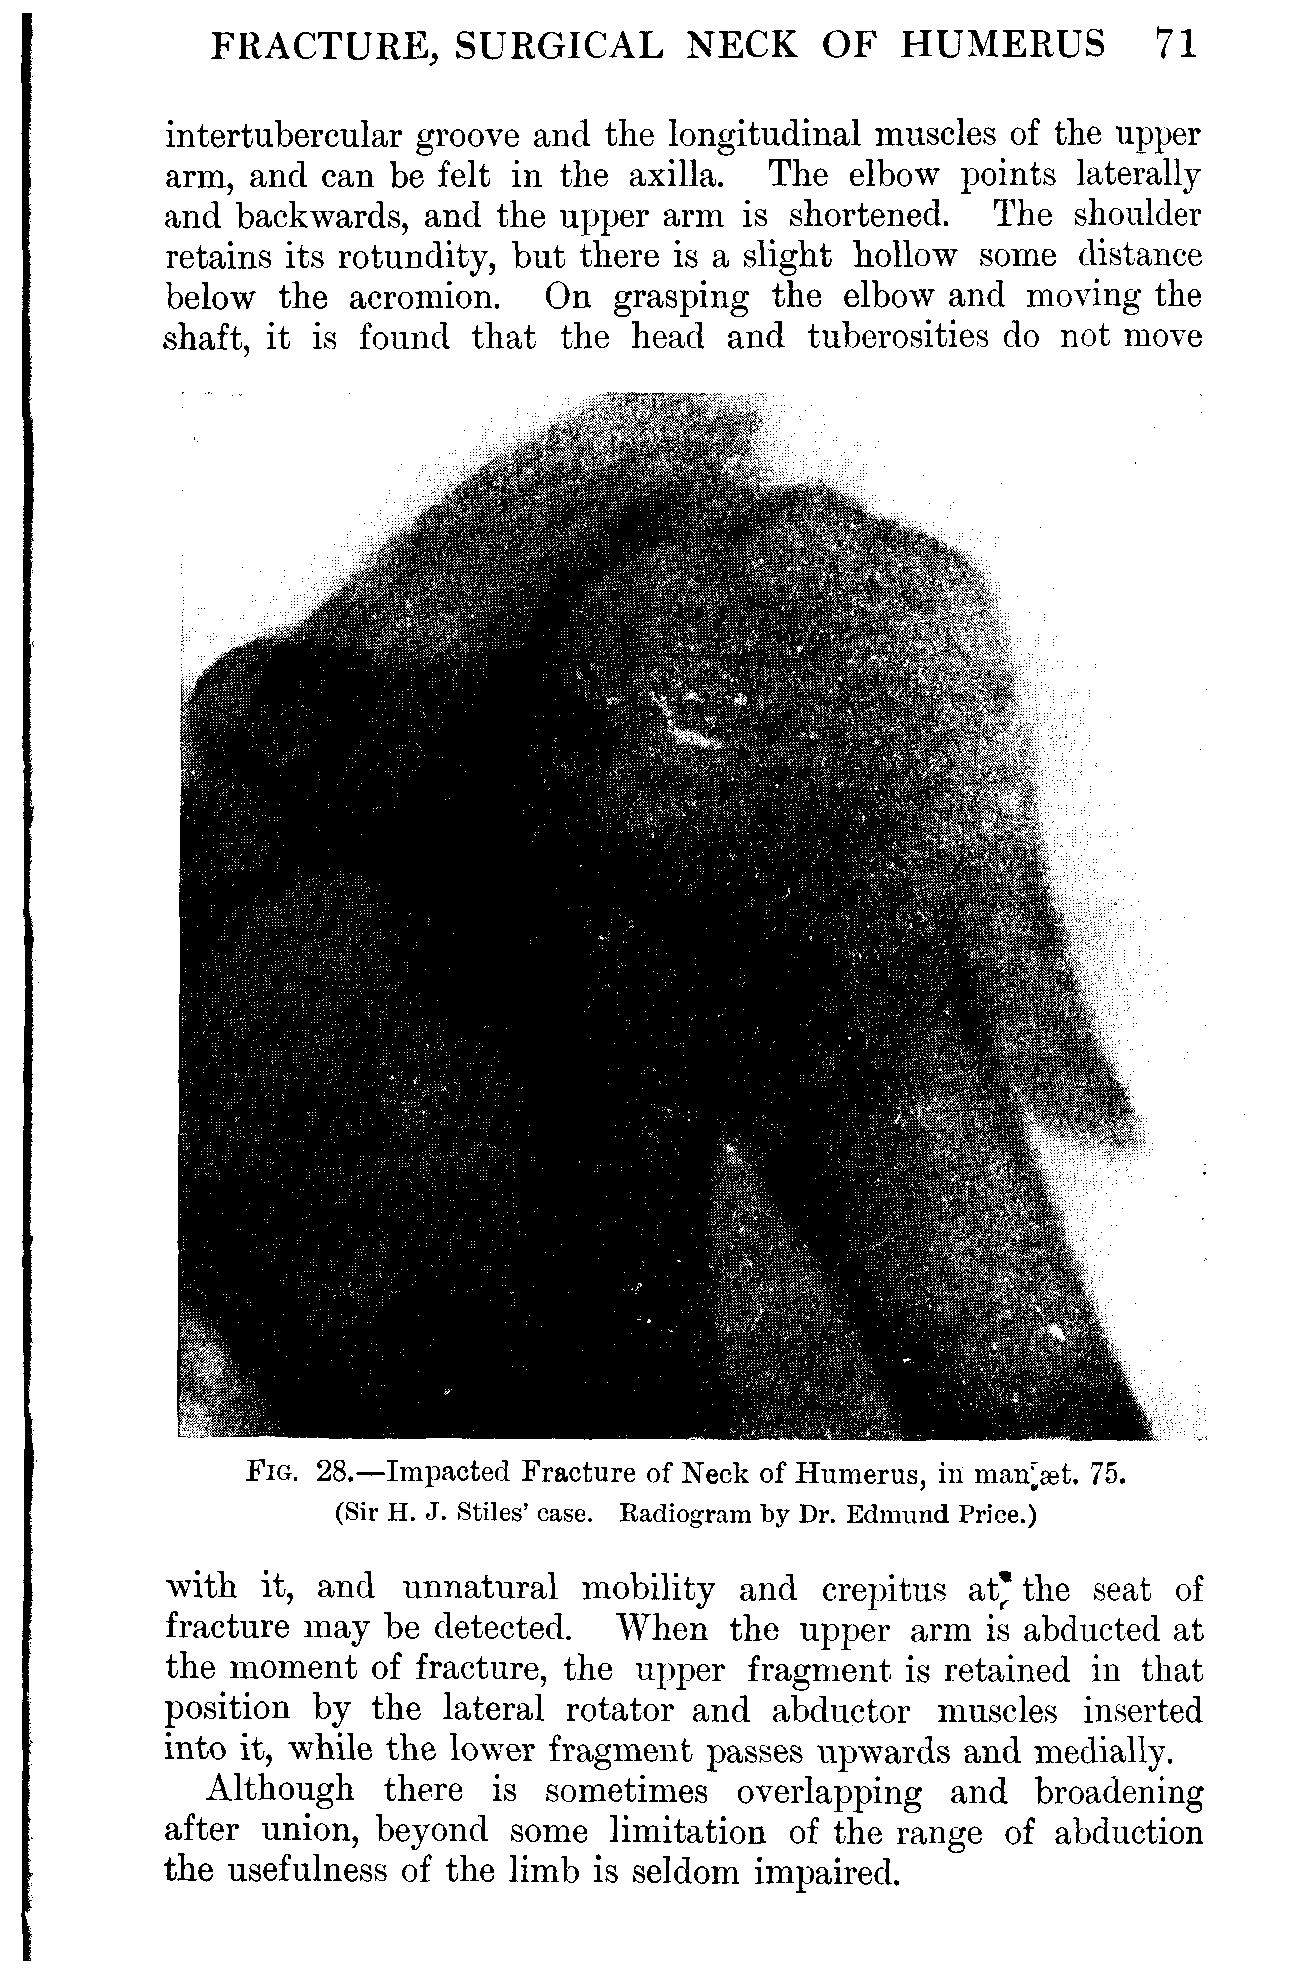 FRACTURE, SURGICAL NECK OF HUMERUS 71
intertubercular groove and the longitudinal muscles of the upper
arm, and can be felt in the axilla. The elbow points laterally
and backwards, and the upper arm is shortened. The shoulder
retains its rotundity, but there is a slight hollow some distance
below the acromion. On grasping the elbow and moving the
shaft, it is found that the head and tuberosities do not move
FIG. 28.—Impacted Fracture of Neck of Humerus, in man, æt. 75.
(Sir H. J. Stiles' case. Radiogram by Dr. Edmund Price.)
with it, and unnatural mobility and crepitus at the seat of
fracture may be detected. When the upper arm is abducted at
the moment of fracture, the upper fragment is retained in that
position by the lateral rotator and abductor muscles inserted
into it, while the lower fragment passes upwards and medially.
Although there is sometimes overlapping and broadening
after union, beyond some limitation of the range of abduction
the usefulness of the limb is seldom impaired.